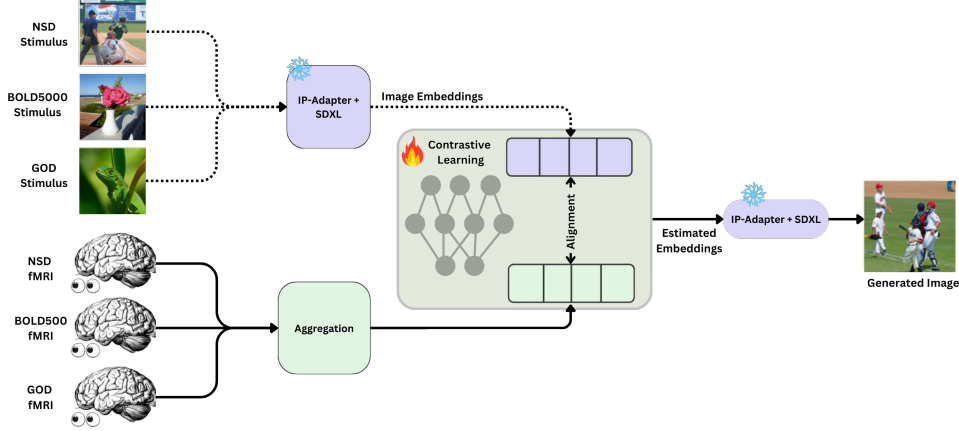 NSD
Stimulus
BOLD5000
Stimulus
GOD
Stimulus
IP-Adapter +
SDXL
Image Embeddings
Contrastive
Learning
Alignment
NSD
fMRI
BOLD500
fMRI
GOD
fMRI
Aggregation
Estimated
Embeddings
IP-Adapter + SDXL
Generated Image